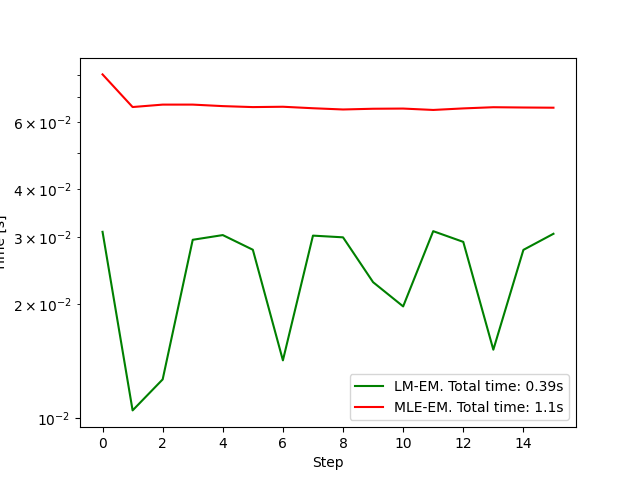 6 × 10⁻²
4 × 10⁻²
3 × 10⁻²
2 × 10⁻²
10⁻²
Time [s]
0 2 4 6 8 10 12 14
Step
LM-EM. Total time: 0.39s
MLE-EM. Total time: 1.1s